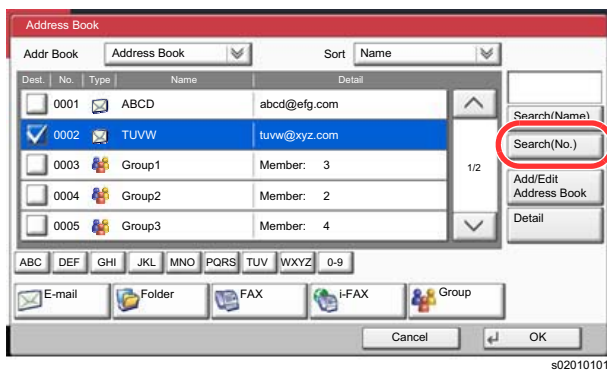 Address Book
Addr Book Address Book Sort Name
Dest. No. Type Name Detail
0001 ABCD abcd@efg.com
Search(Name)
0002 TUVW tuvw@xyz.com
Search(No.)
0003 Group1 Member: 3
1/2
Add/Edit
Address Book
0004 Group2 Member: 2
Detail
0005 Group3 Member: 4
ABC DEF GHI JKL MNO PQRS TUV WXYZ 0-9
E-mail Folder FAX i-FAX Group
Cancel OK
s02010101